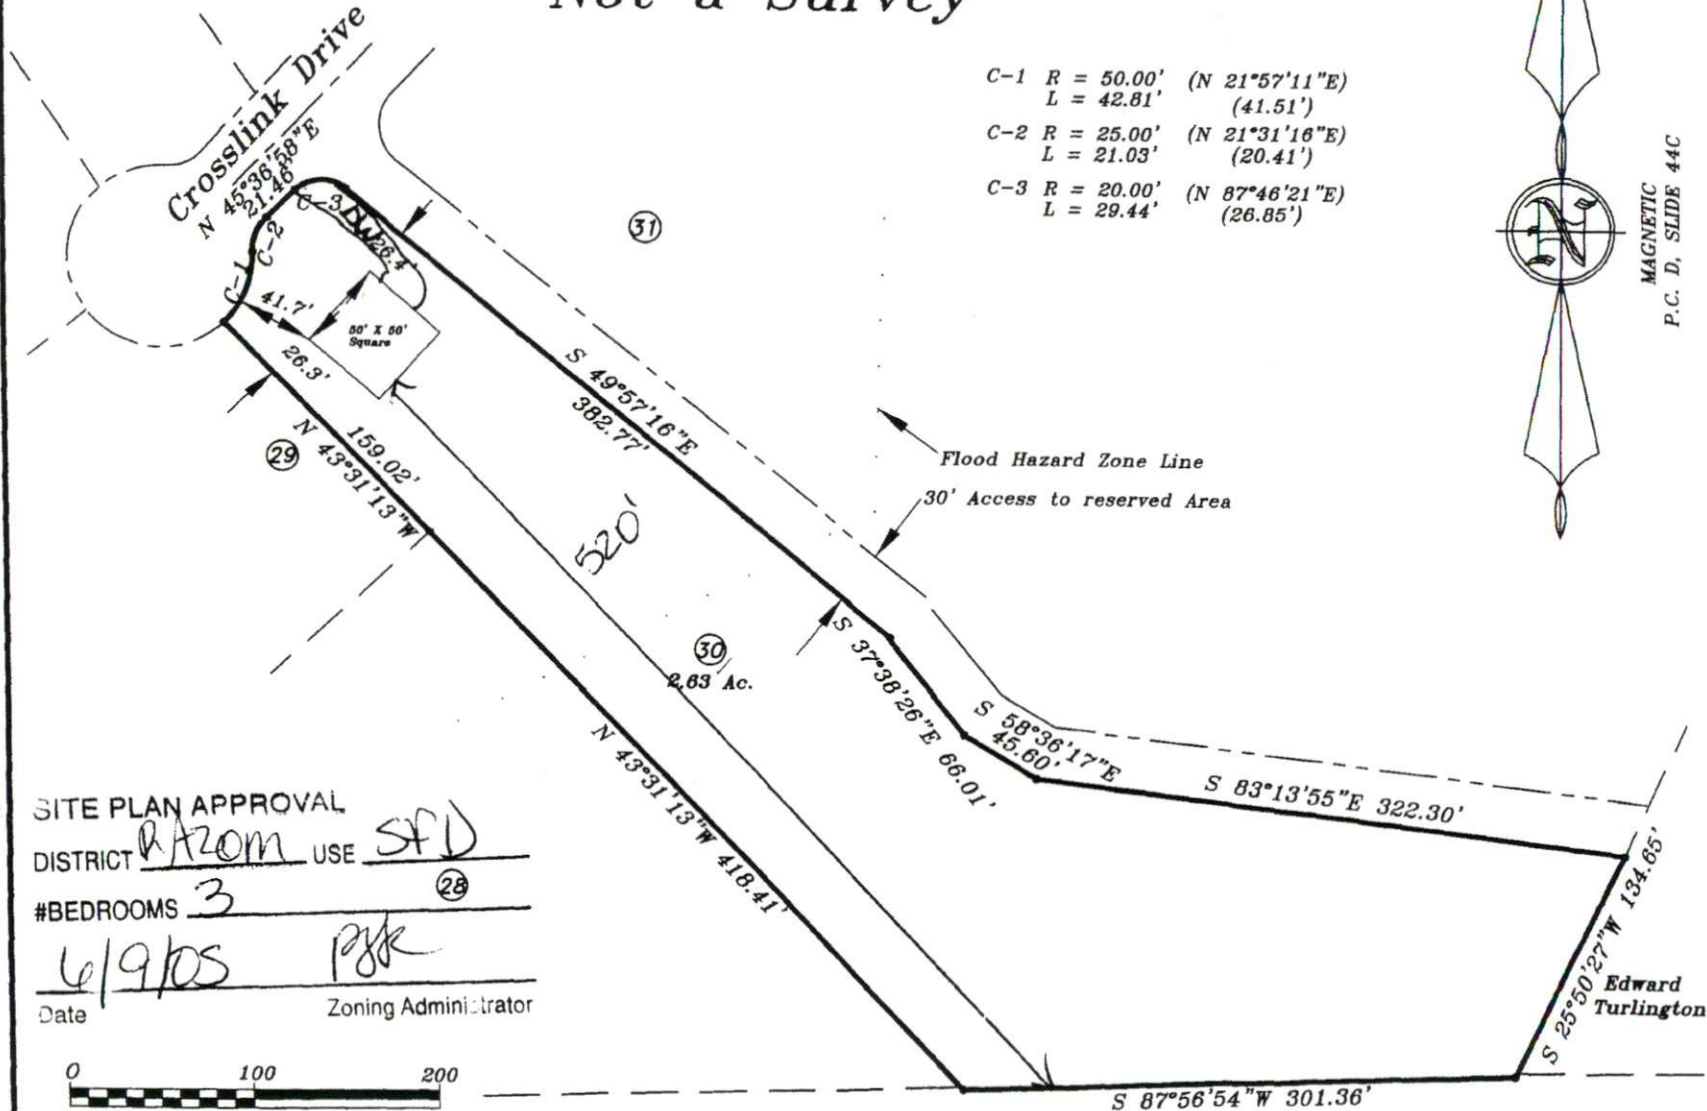 Not a Survey
Crosslink Drive
N 45°36'58"E
21.46'
C-1 R = 50.00' (N 21°57'11"E)
L = 42.81' (41.51')
C-2 R = 25.00' (N 21°31'16"E)
L = 21.03' (20.41')
C-3 R = 20.00' (N 87°46'21"E)
L = 29.44' (26.85')
MAGNETIC
P.C. D, SLIDE 44C
N
C-3
DW
C-2
26.4'
C-1
41.7'
50' X 50'
Square
26.3'
31
S 49°57'16"E
382.77'
159.02'
N 43°31'13"W
29
Flood Hazard Zone Line
30' Access to reserved Area
520'
30
2.63 Ac.
S 37°38'26"E 66.01'
S 58°36'17"E
45.60'
S 83°13'55"E 322.30'
N 43°31'13"W 418.41'
S 25°50'27"W 134.65'
Edward
Turlington
S 87°56'54"W 301.36'
SITE PLAN APPROVAL
DISTRICT RA20M USE SFD
28
#BEDROOMS 3
6/9/05
Date Zoning Administrator
0 100 200